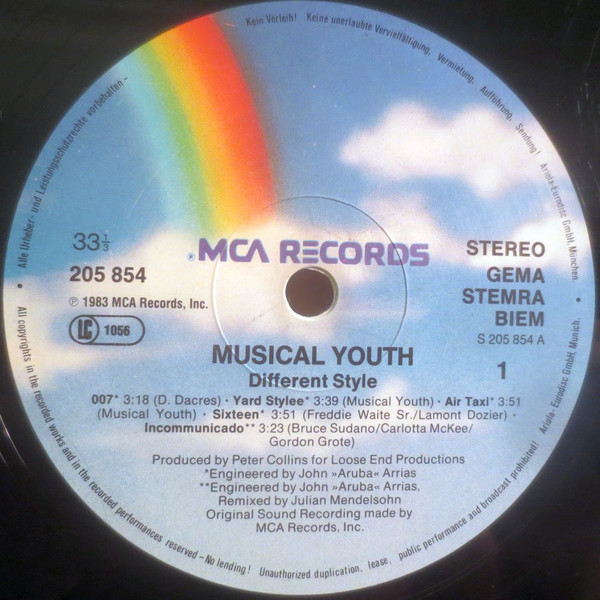 Kein Verleih! Keine unerlaubte Vervielfältigung, Vermietung, Aufführung, Sendung! Ariola-Eurodisc GmbH, München.
Alle Urheber- und Leistungsschutzrechte vorbehalten –
33⅓
205 854
℗ 1983 MCA Records, Inc.
LC 1056
® MCA RECORDS
STEREO
GEMA
STEMRA
BIEM
S 205 854 A
1
MUSICAL YOUTH
Different Style
007* 3:18 (D. Dacres) · Yard Stylee* 3:39 (Musical Youth) · Air Taxi* 3:51
(Musical Youth) · Sixteen* 3:51 (Freddie Waite Sr./Lamont Dozier) ·
Incommunicado** 3:23 (Bruce Sudano/Carlotta McKee/
Gordon Grote)
Produced by Peter Collins for Loose End Productions
*Engineered by John »Aruba« Arrias
**Engineered by John »Aruba« Arrias,
Remixed by Julian Mendelsohn
Original Sound Recording made by
MCA Records, Inc.
All copyrights in the recorded works and in the recorded performances reserved – No lending! Unauthorized duplication, lease, public performance and broadcast prohibited! Ariola-Eurodisc GmbH, Munich.